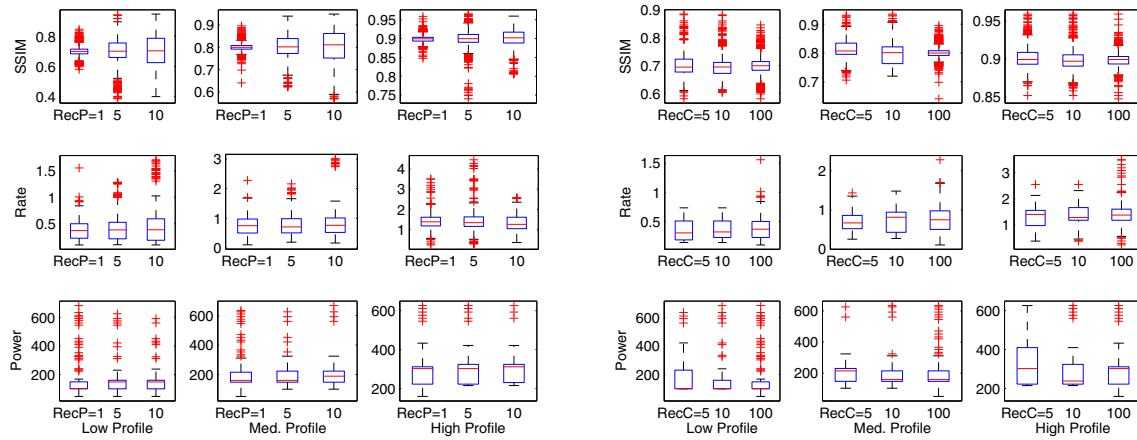 SSIM
0.8
0.6
0.4
RecP=1 5 10
0.9
0.8
0.7
0.6
RecP=1 5 10
0.95
0.9
0.85
0.8
0.75
RecP=1 5 10
SSIM
0.9
0.8
0.7
0.6
RecC=5 10 100
0.9
0.8
0.7
RecC=5 10 100
0.95
0.9
0.85
RecC=5 10 100
Rate
1.5
1
0.5
RecP=1 5 10
3
2
1
0
RecP=1 5 10
4
3
2
1
RecP=1 5 10
Rate
1.5
1
0.5
RecC=5 10 100
2
1
0
RecC=5 10 100
3
2
1
RecC=5 10 100
Power
600
400
200
RecP=1 5 10
Low Profile
600
400
200
RecP=1 5 10
Med. Profile
600
400
200
RecP=1 5 10
High Profile
Power
600
400
200
RecC=5 10 100
Low Profile
600
400
200
RecC=5 10 100
Med. Profile
600
400
200
RecC=5 10 100
High Profile